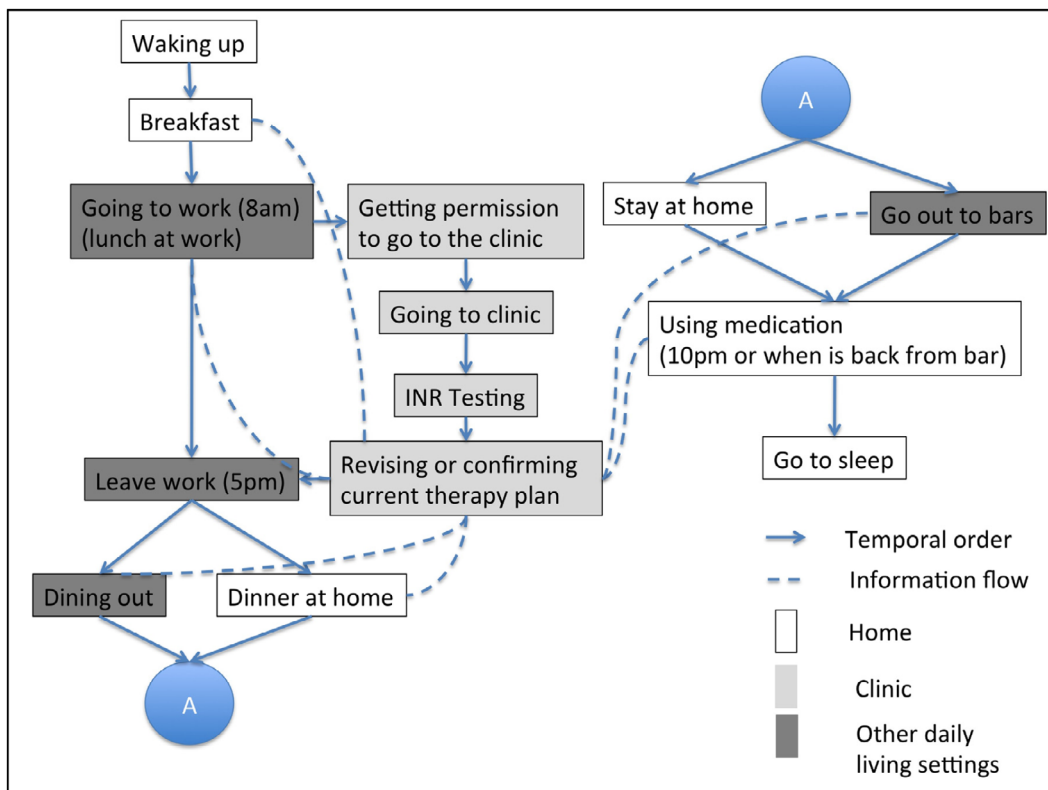 Waking up
Breakfast
Going to work (8am)
(lunch at work)
Getting permission
to go to the clinic
Going to clinic
INR Testing
Revising or confirming
current therapy plan
Leave work (5pm)
Dining out
Dinner at home
A
A
Stay at home
Go out to bars
Using medication
(10pm or when is back from bar)
Go to sleep
Temporal order
Information flow
Home
Clinic
Other daily
living settings